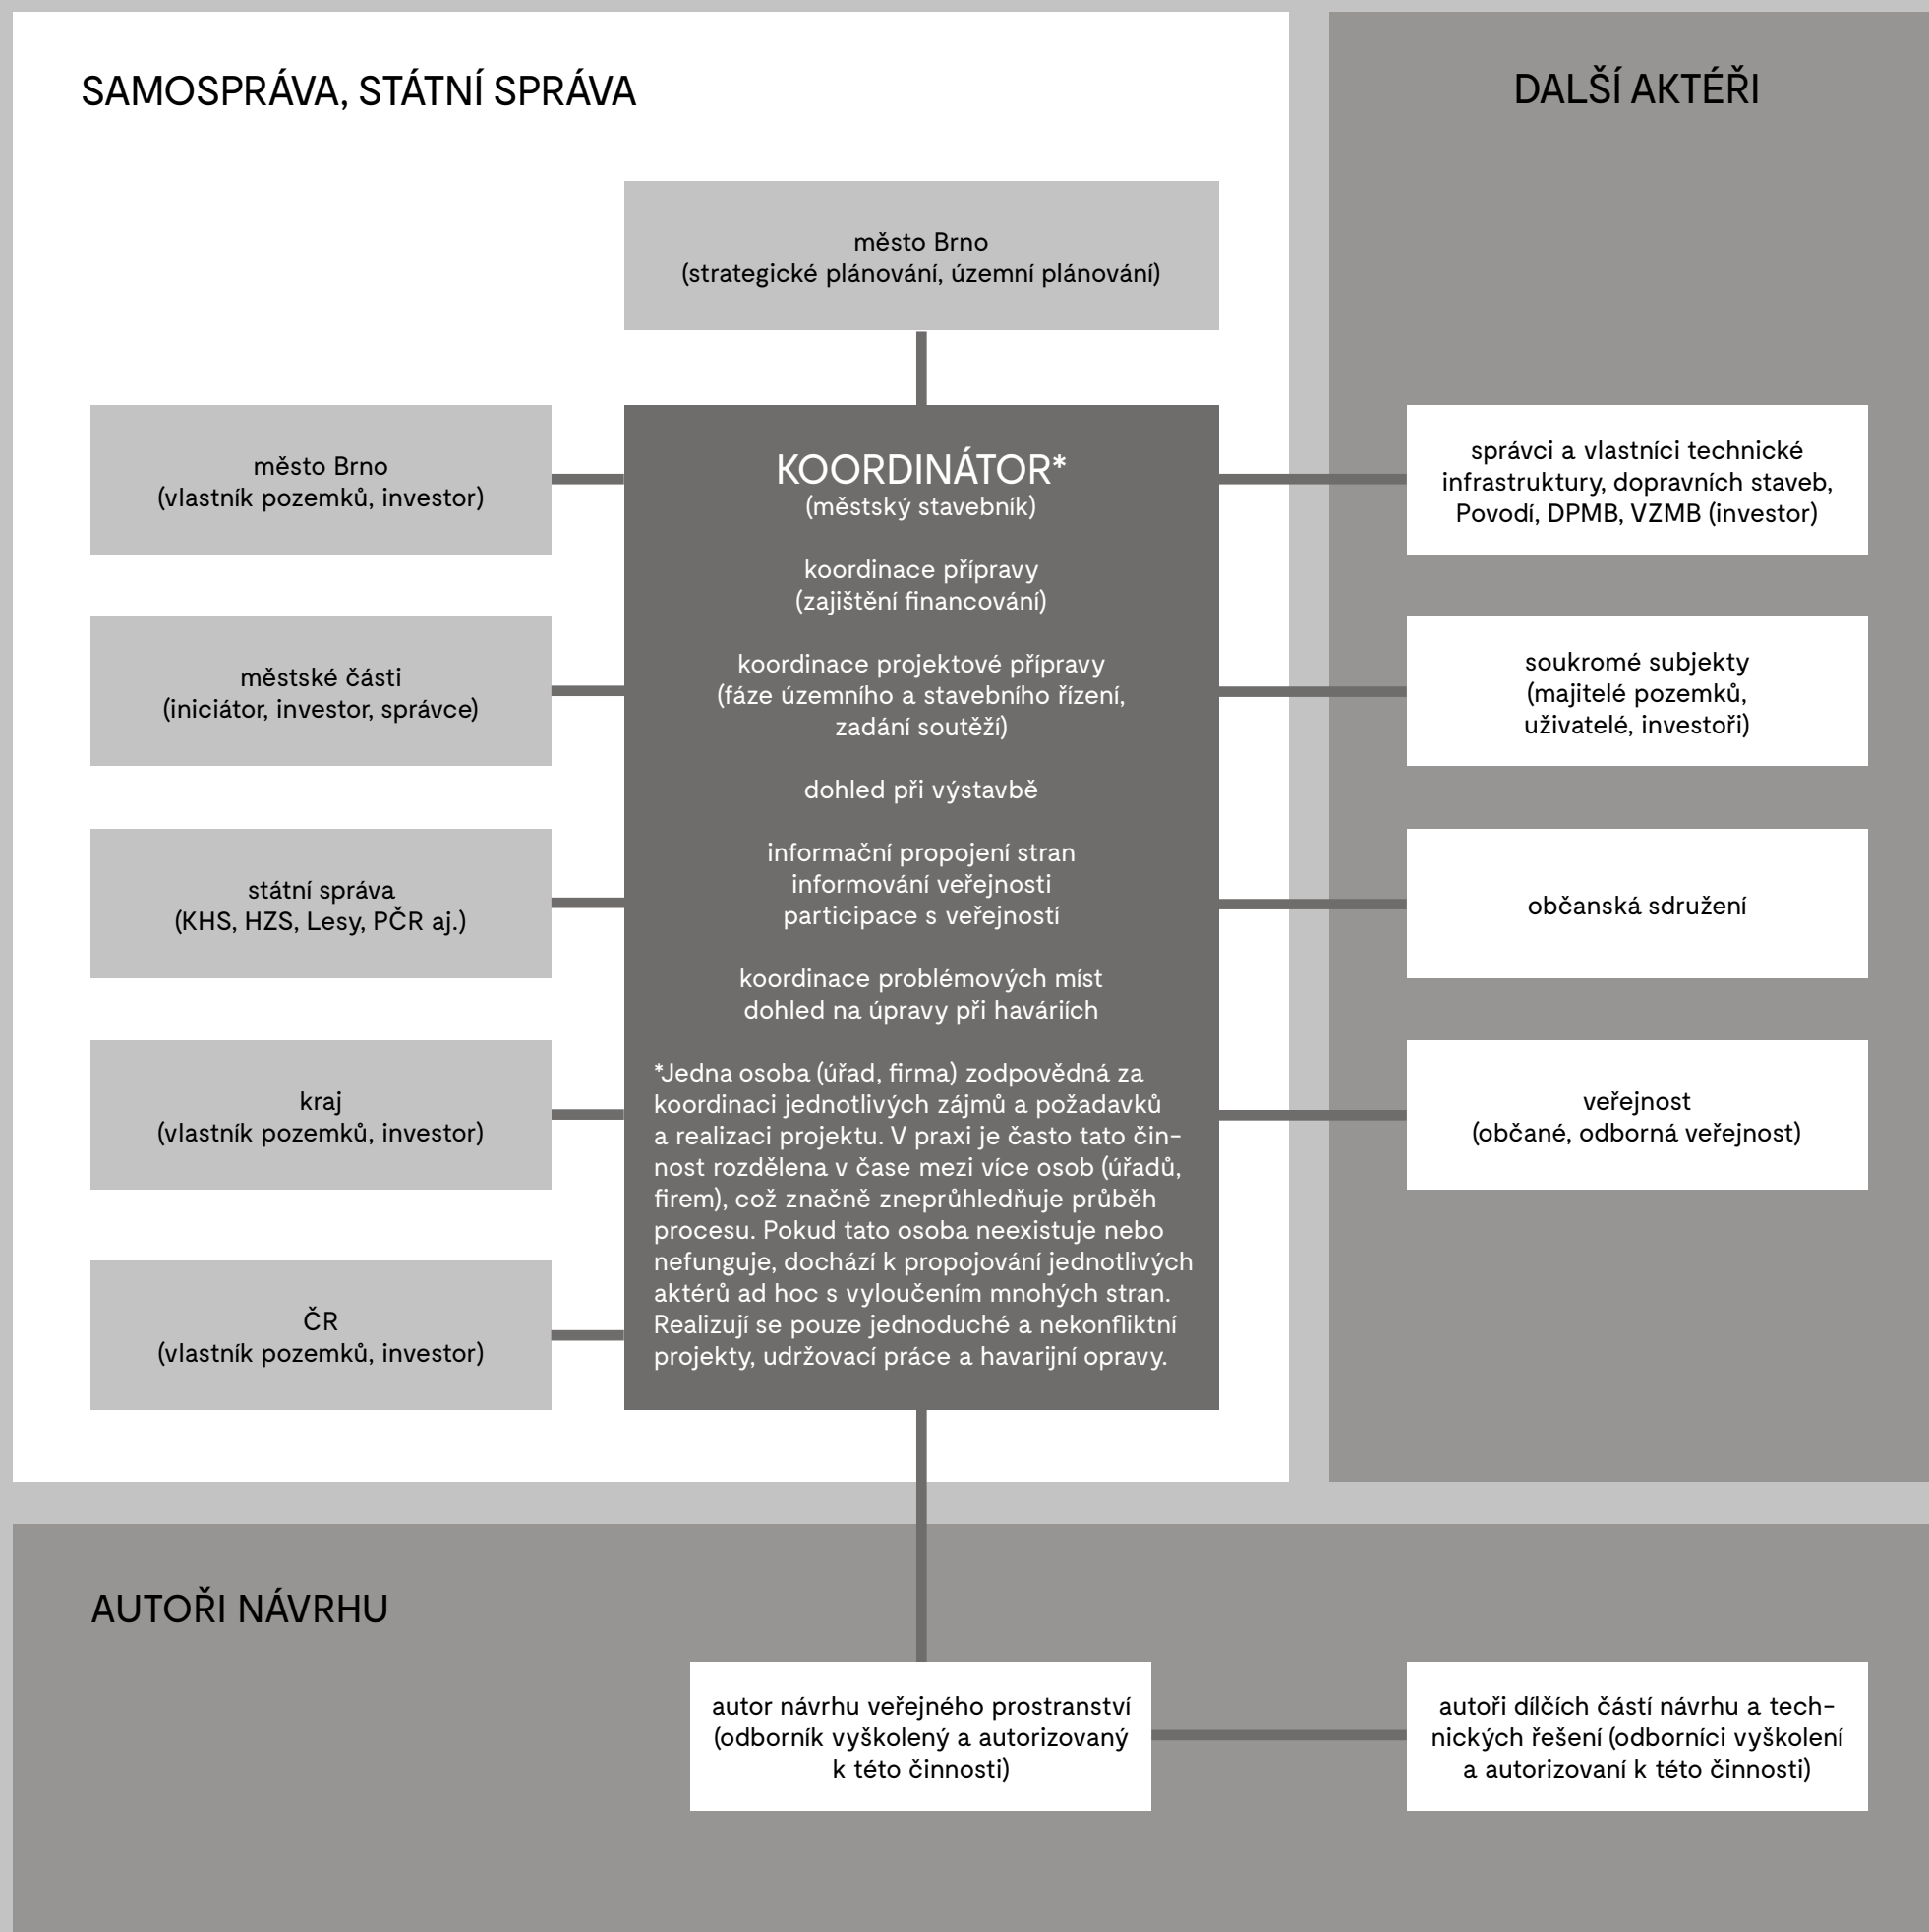 SAMOSPRÁVA, STÁTNÍ SPRÁVA
DALŠÍ AKTÉŘI
město Brno
(strategické plánování, územní plánování)
město Brno
(vlastník pozemků, investor)
městské části
(iniciátor, investor, správce)
státní správa
(KHS, HZS, Lesy, PČR aj.)
kraj
(vlastník pozemků, investor)
ČR
(vlastník pozemků, investor)
KOORDINÁTOR*
(městský stavebník)
koordinace přípravy
(zajištění financování)
koordinace projektové přípravy
(fáze územního a stavebního řízení,
zadání soutěží)
dohled při výstavbě
informační propojení stran
informování veřejnosti
participace s veřejností
koordinace problémových míst
dohled na úpravy při haváriích
*Jedna osoba (úřad, firma) zodpovědná za
koordinaci jednotlivých zájmů a požadavků
a realizaci projektu. V praxi je často tato čin-
nost rozdělena v čase mezi více osob (úřadů,
firem), což značně zneprůhledňuje průběh
procesu. Pokud tato osoba neexistuje nebo
nefunguje, dochází k propojování jednotlivých
aktérů ad hoc s vyloučením mnohých stran.
Realizují se pouze jednoduché a nekonfliktní
projekty, udržovací práce a havarijní opravy.
správci a vlastníci technické
infrastruktury, dopravních staveb,
Povodí, DPMB, VZMB (investor)
soukromé subjekty
(majitelé pozemků,
uživatelé, investoři)
občanská sdružení
veřejnost
(občané, odborná veřejnost)
AUTOŘI NÁVRHU
autor návrhu veřejného prostranství
(odborník vyškolený a autorizovaný
k této činnosti)
autoři dílčích částí návrhu a tech-
nických řešení (odborníci vyškolení
a autorizovaní k této činnosti)